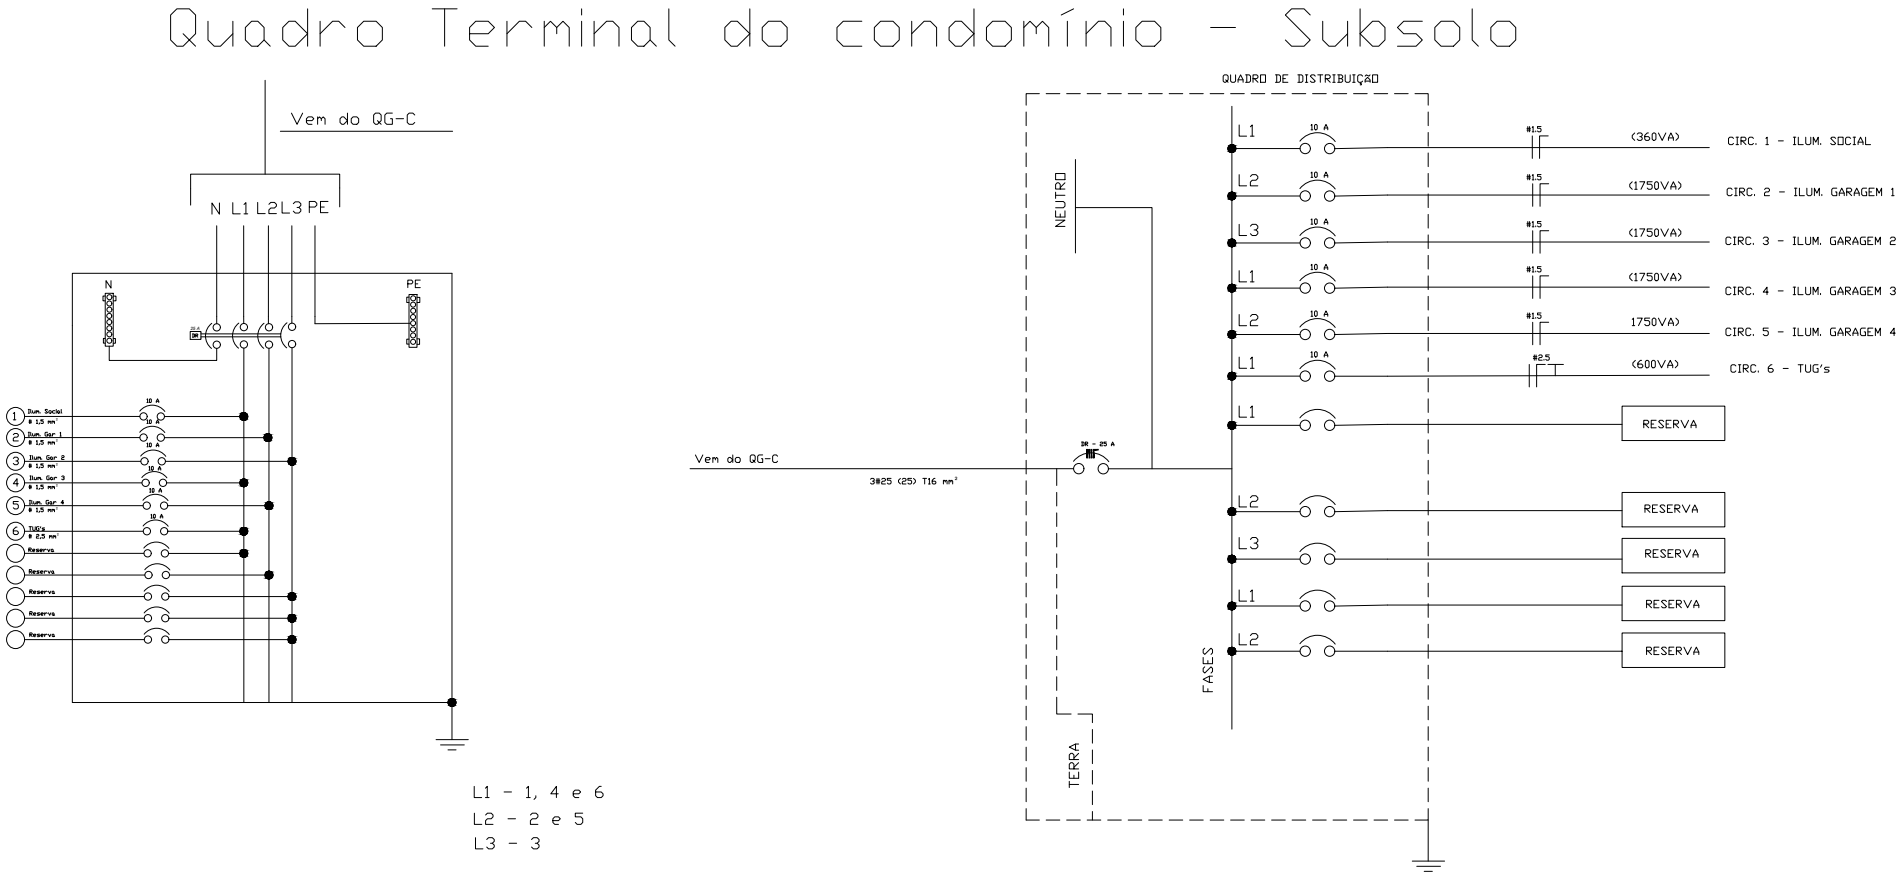 Quadro Terminal do condomínio - Subsolo
Vem do QG-C
N L1 L2 L3 PE
N
PE
DR
10 A
1 Ilum. Social
# 1,5 mm²
10 A
2 Ilum. Gar 1
# 1,5 mm²
10 A
3 Ilum. Gar 2
# 1,5 mm²
10 A
4 Ilum. Gar 3
# 1,5 mm²
10 A
5 Ilum. Gar 4
# 1,5 mm²
10 A
6 TUG's
# 2,5 mm²
Reserva
Reserva
Reserva
Reserva
Reserva
L1 - 1, 4 e 6
L2 - 2 e 5
L3 - 3
QUADRO DE DISTRIBUIÇÃO
NEUTRO
L1 10 A #1.5 (360VA) CIRC. 1 - ILUM. SOCIAL
L2 10 A #1.5 (1750VA) CIRC. 2 - ILUM. GARAGEM 1
L3 10 A #1.5 (1750VA) CIRC. 3 - ILUM. GARAGEM 2
L1 10 A #1.5 (1750VA) CIRC. 4 - ILUM. GARAGEM 3
L2 10 A #1.5 1750VA) CIRC. 5 - ILUM. GARAGEM 4
L1 10 A #2.5 (600VA) CIRC. 6 - TUG's
L1 RESERVA
Vem do QG-C
DR - 25 A
3#25 (25) T16 mm²
L2 RESERVA
L3 RESERVA
L1 RESERVA
L2 RESERVA
FASES
TERRA